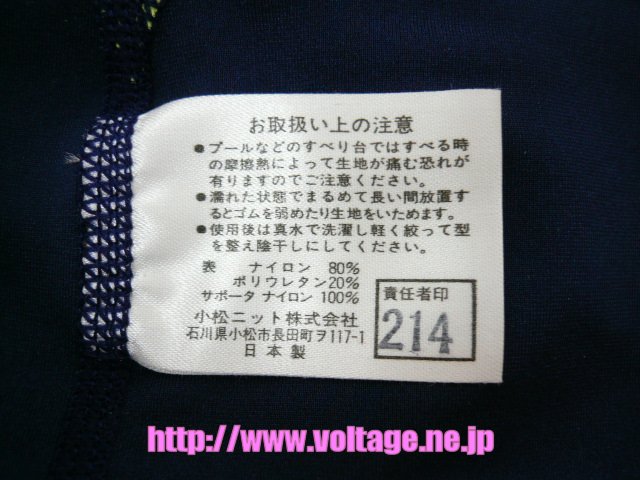 お取扱い上の注意
●プールなどのすべり台ではすべる時
の摩擦熱によって生地が痛む恐れが
有りますのでご注意ください。
●濡れた状態でまるめて長い間放置す
るとゴムを弱めたり生地をいためます。
●使用後は真水で洗濯し軽く絞って型
を整え陰干しにしてください。
表 ナイロン 80%
ポリウレタン20%
サポータ ナイロン 100%
小松ニット株式会社
石川県小松市長田町ヲ117-1
日本製
責任者印
214
http://www.voltage.ne.jp